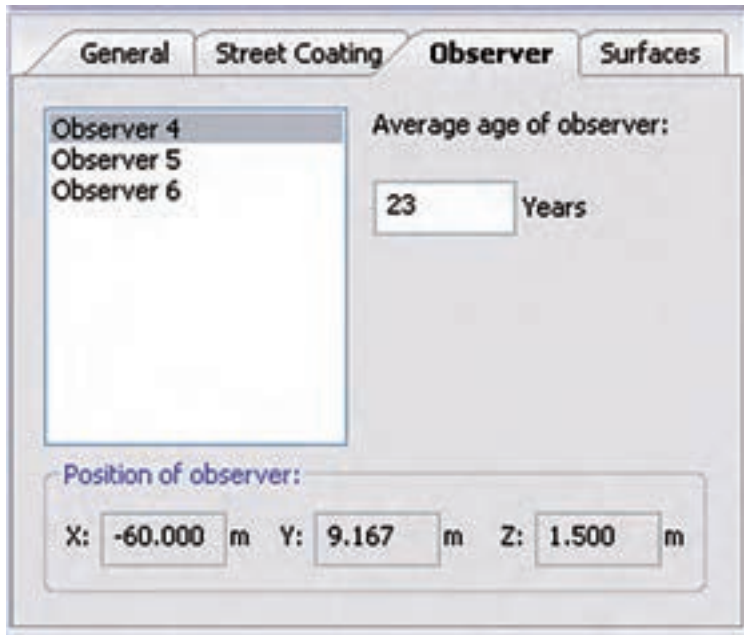 General Street Coating Observer Surfaces
Observer 4
Observer 5
Observer 6
Average age of observer:
23 Years
Position of observer:
X: -60.000 m Y: 9.167 m Z: 1.500 m